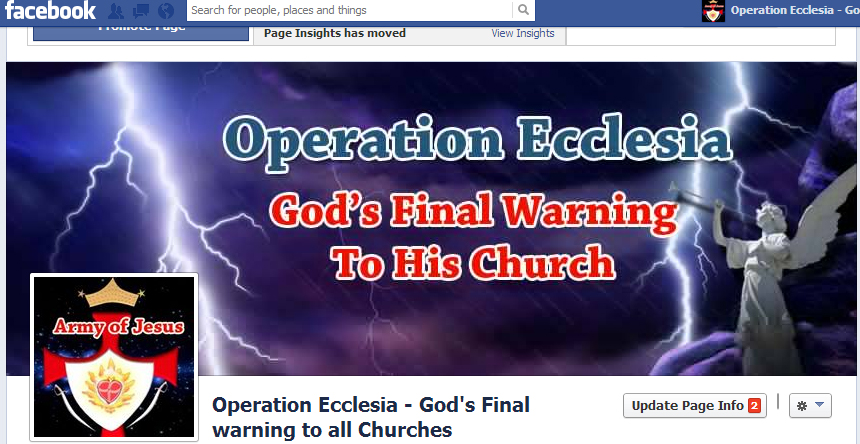 facebook
Search for people, places and things
Operation Ecclesia - Go
Promote Page
Page Insights has moved
View Insights
Operation Ecclesia
God's Final Warning
To His Church
Army of Jesus
Operation Ecclesia - God's Final
warning to all Churches
Update Page Info 2